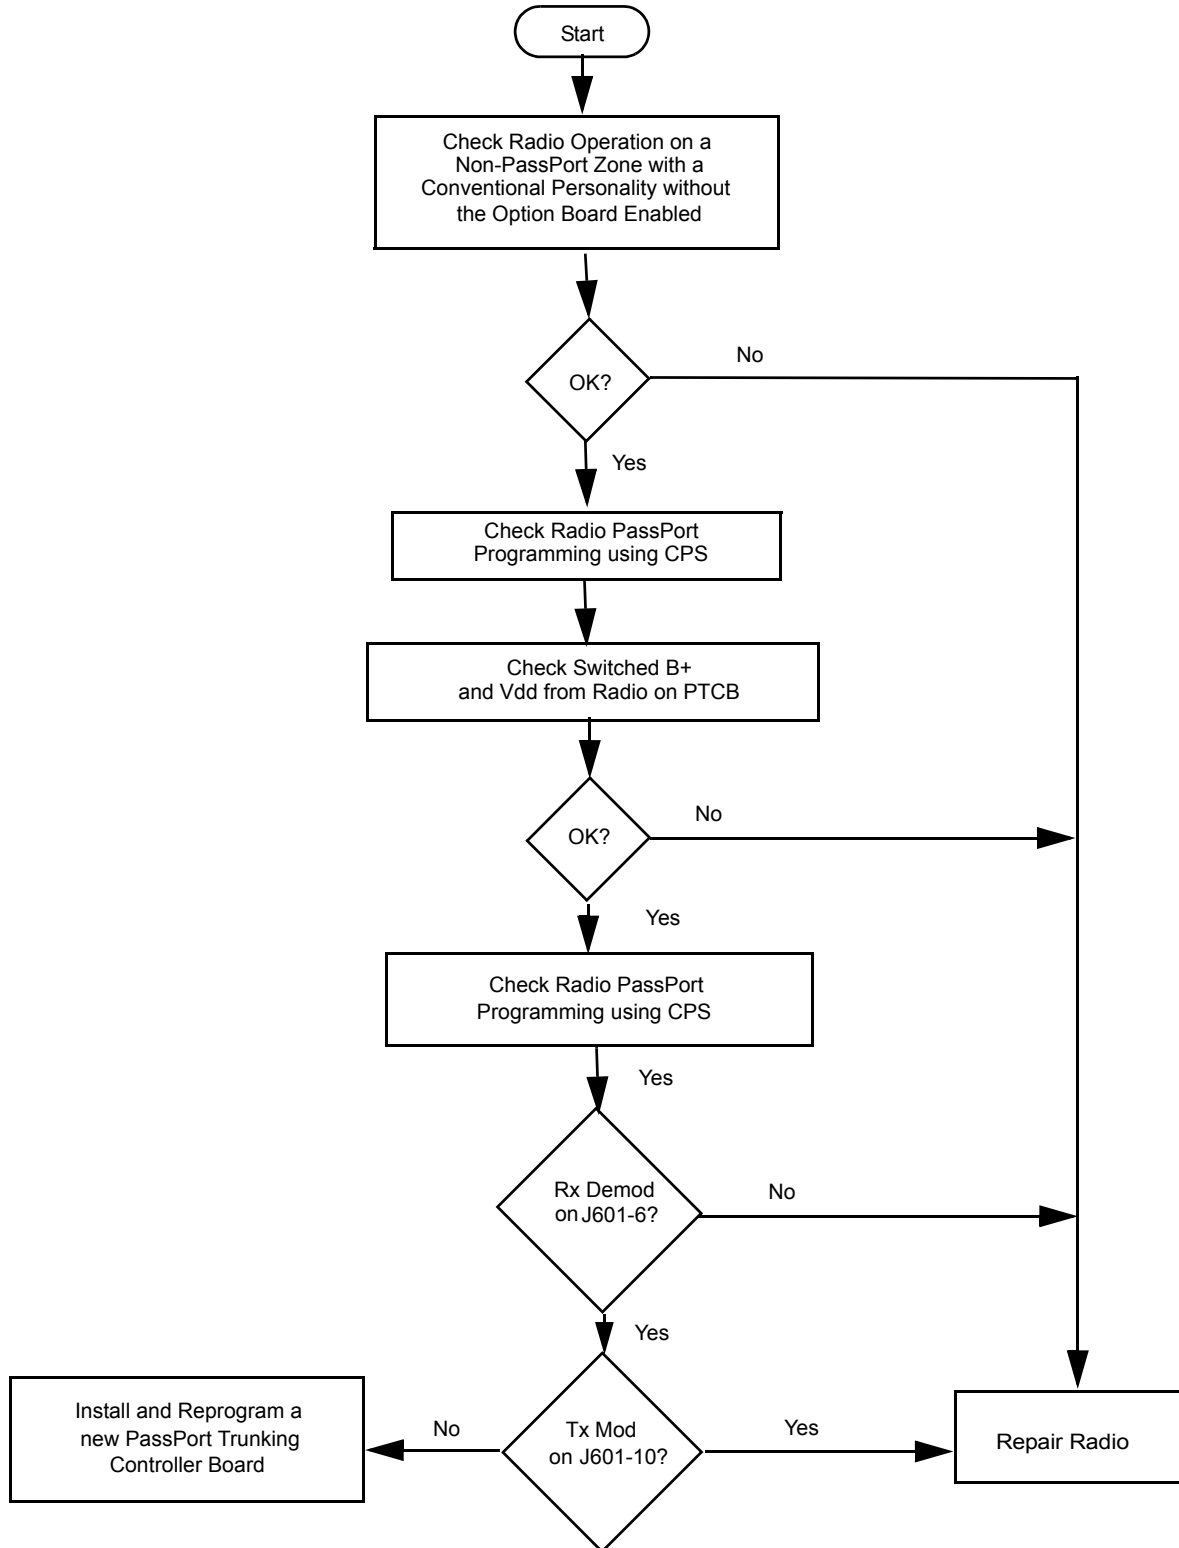 Start
Check Radio Operation on a
Non-PassPort Zone with a
Conventional Personality without
the Option Board Enabled
OK?
No
Yes
Check Radio PassPort
Programming using CPS
Check Switched B+
and Vdd from Radio on PTCB
OK?
No
Yes
Check Radio PassPort
Programming using CPS
Yes
Rx Demod
on J601-6?
No
Yes
Install and Reprogram a
new PassPort Trunking
Controller Board
No
Tx Mod
on J601-10?
Yes
Repair Radio